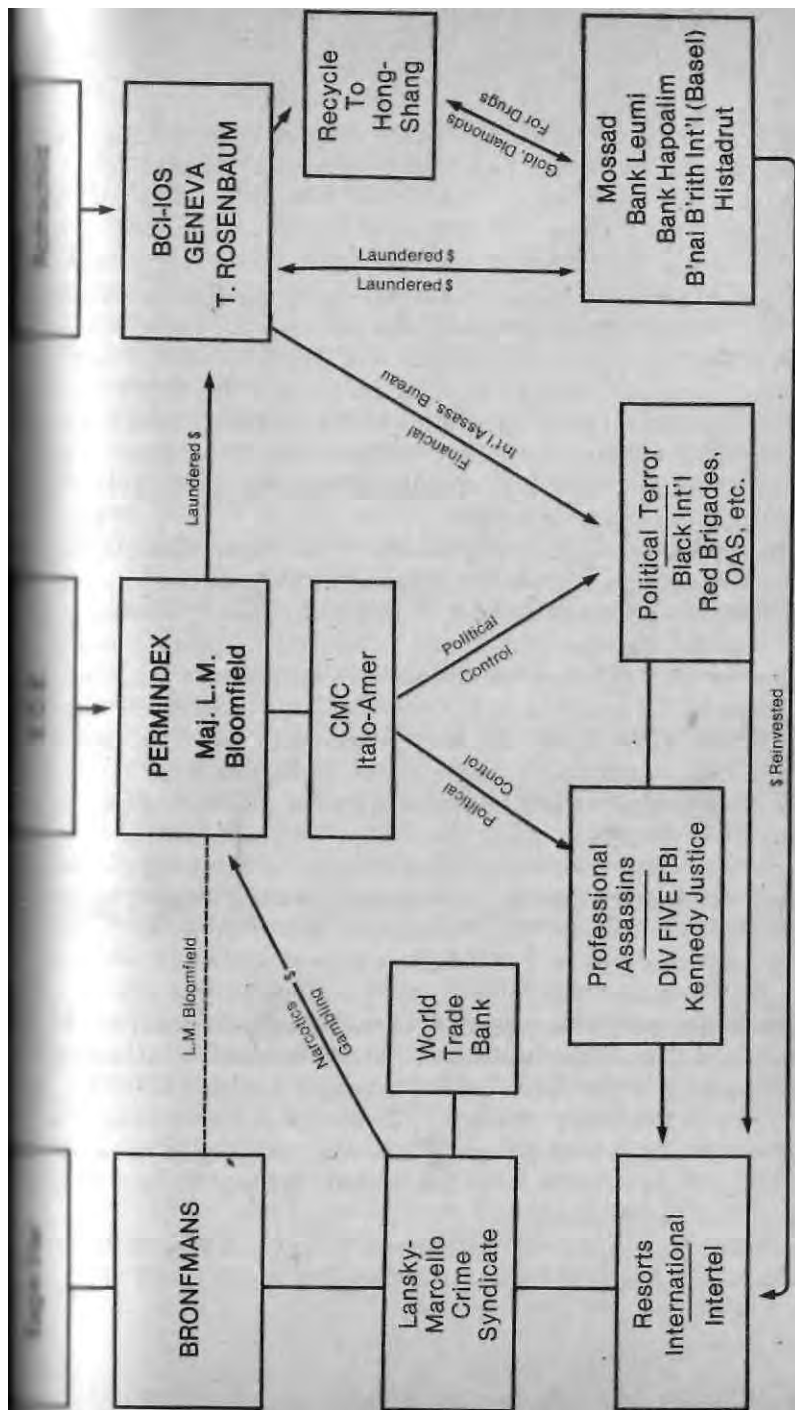 BRONFMANS
L.M. Bloomfield
PERMINDEX
Maj. L.M.
Bloomfield
Laundered $
BCI-IOS
GENEVA
T. ROSENBAUM
Lansky-
Marcello
Crime
Syndicate
Narcotics - $
Gambling
World
Trade
Bank
CMC
Italo-Amer
Political
Control
Political
Control
Financial
Int'l Assass. Bureau
Laundered $
Laundered $
Recycle
To
Hong-
Shang
Gold, Diamonds
For Drugs
Resorts
International
Intertel
Professional
Assassins
DIV FIVE FBI
Kennedy Justice
Political Terror
Black Int'l
Red Brigades,
OAS, etc.
Mossad
Bank Leumi
Bank Hapoalim
B'nai B'rith Int'l (Basel)
Histadrut
$ Reinvested